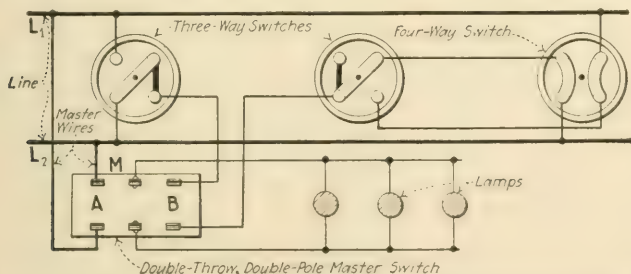 L1
Three-Way Switches
Four-Way Switch
Line
Master
Wires
L2
M
A
B
Lamps
Double-Throw, Double-Pole Master Switch